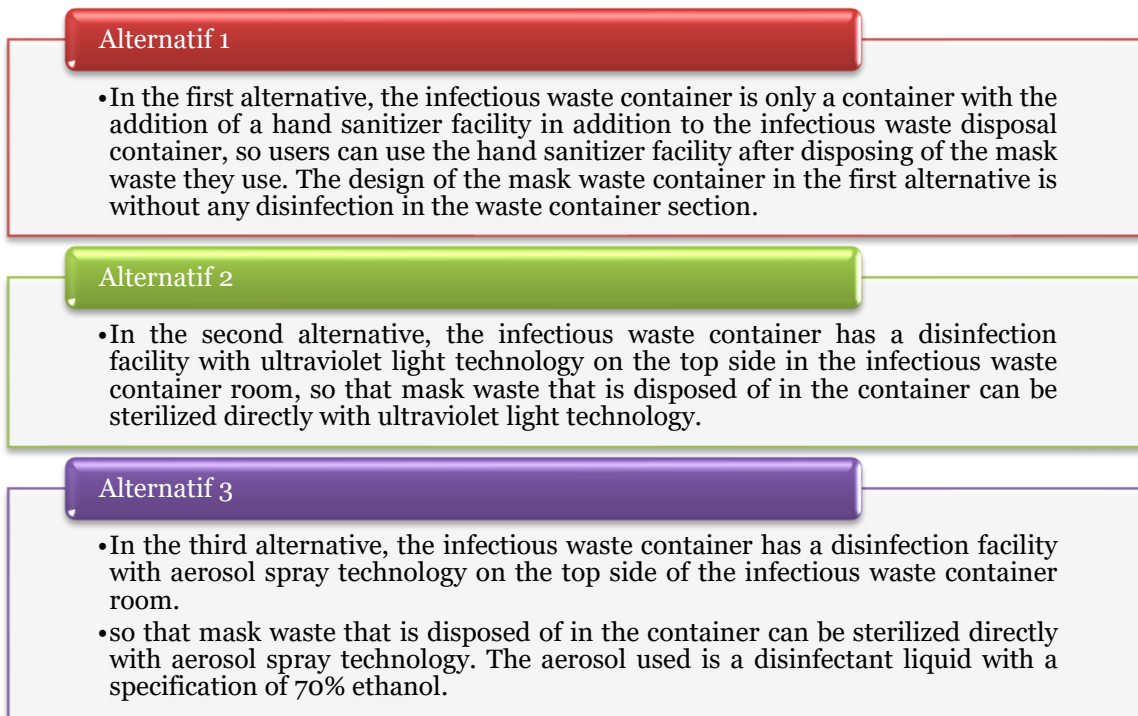 Alternatif 1
•In the first alternative, the infectious waste container is only a container with the
addition of a hand sanitizer facility in addition to the infectious waste disposal
container, so users can use the hand sanitizer facility after disposing of the mask
waste they use. The design of the mask waste container in the first alternative is
without any disinfection in the waste container section.
Alternatif 2
•In the second alternative, the infectious waste container has a disinfection
facility with ultraviolet light technology on the top side in the infectious waste
container room, so that mask waste that is disposed of in the container can be
sterilized directly with ultraviolet light technology.
Alternatif 3
•In the third alternative, the infectious waste container has a disinfection facility
with aerosol spray technology on the top side of the infectious waste container
room.
•so that mask waste that is disposed of in the container can be sterilized directly
with aerosol spray technology. The aerosol used is a disinfectant liquid with a
specification of 70% ethanol.